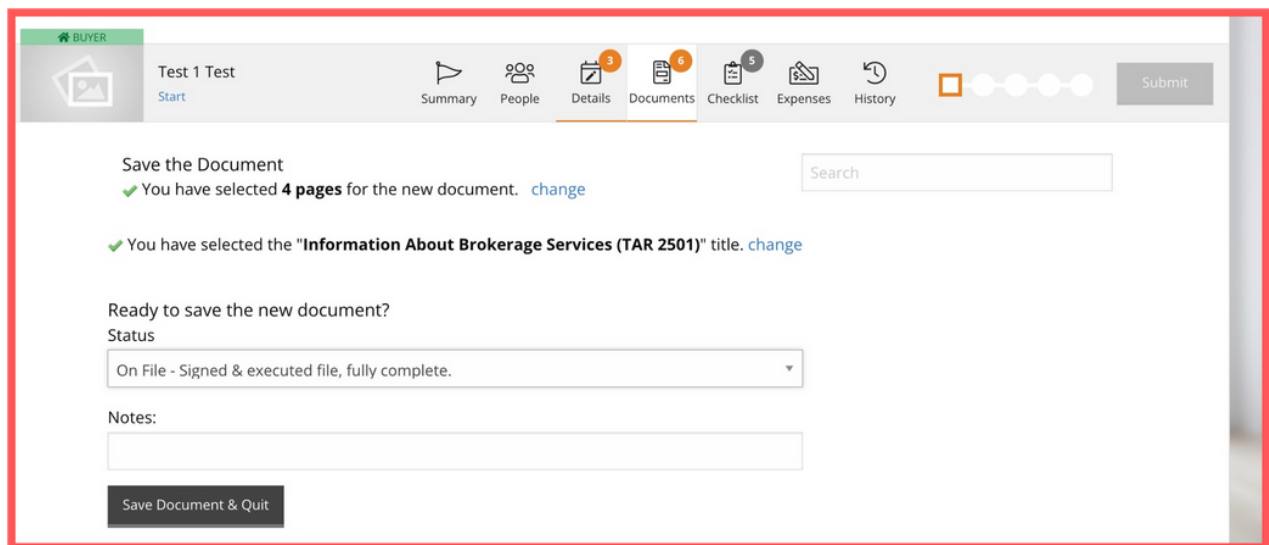 BUYER
Test 1 Test
Start
Summary
People
3
Details
6
Documents
5
Checklist
Expenses
History
Submit
Save the Document
You have selected 4 pages for the new document. change
Search
You have selected the "Information About Brokerage Services (TAR 2501)" title. change
Ready to save the new document?
Status
On File - Signed & executed file, fully complete.
Notes:
Save Document & Quit